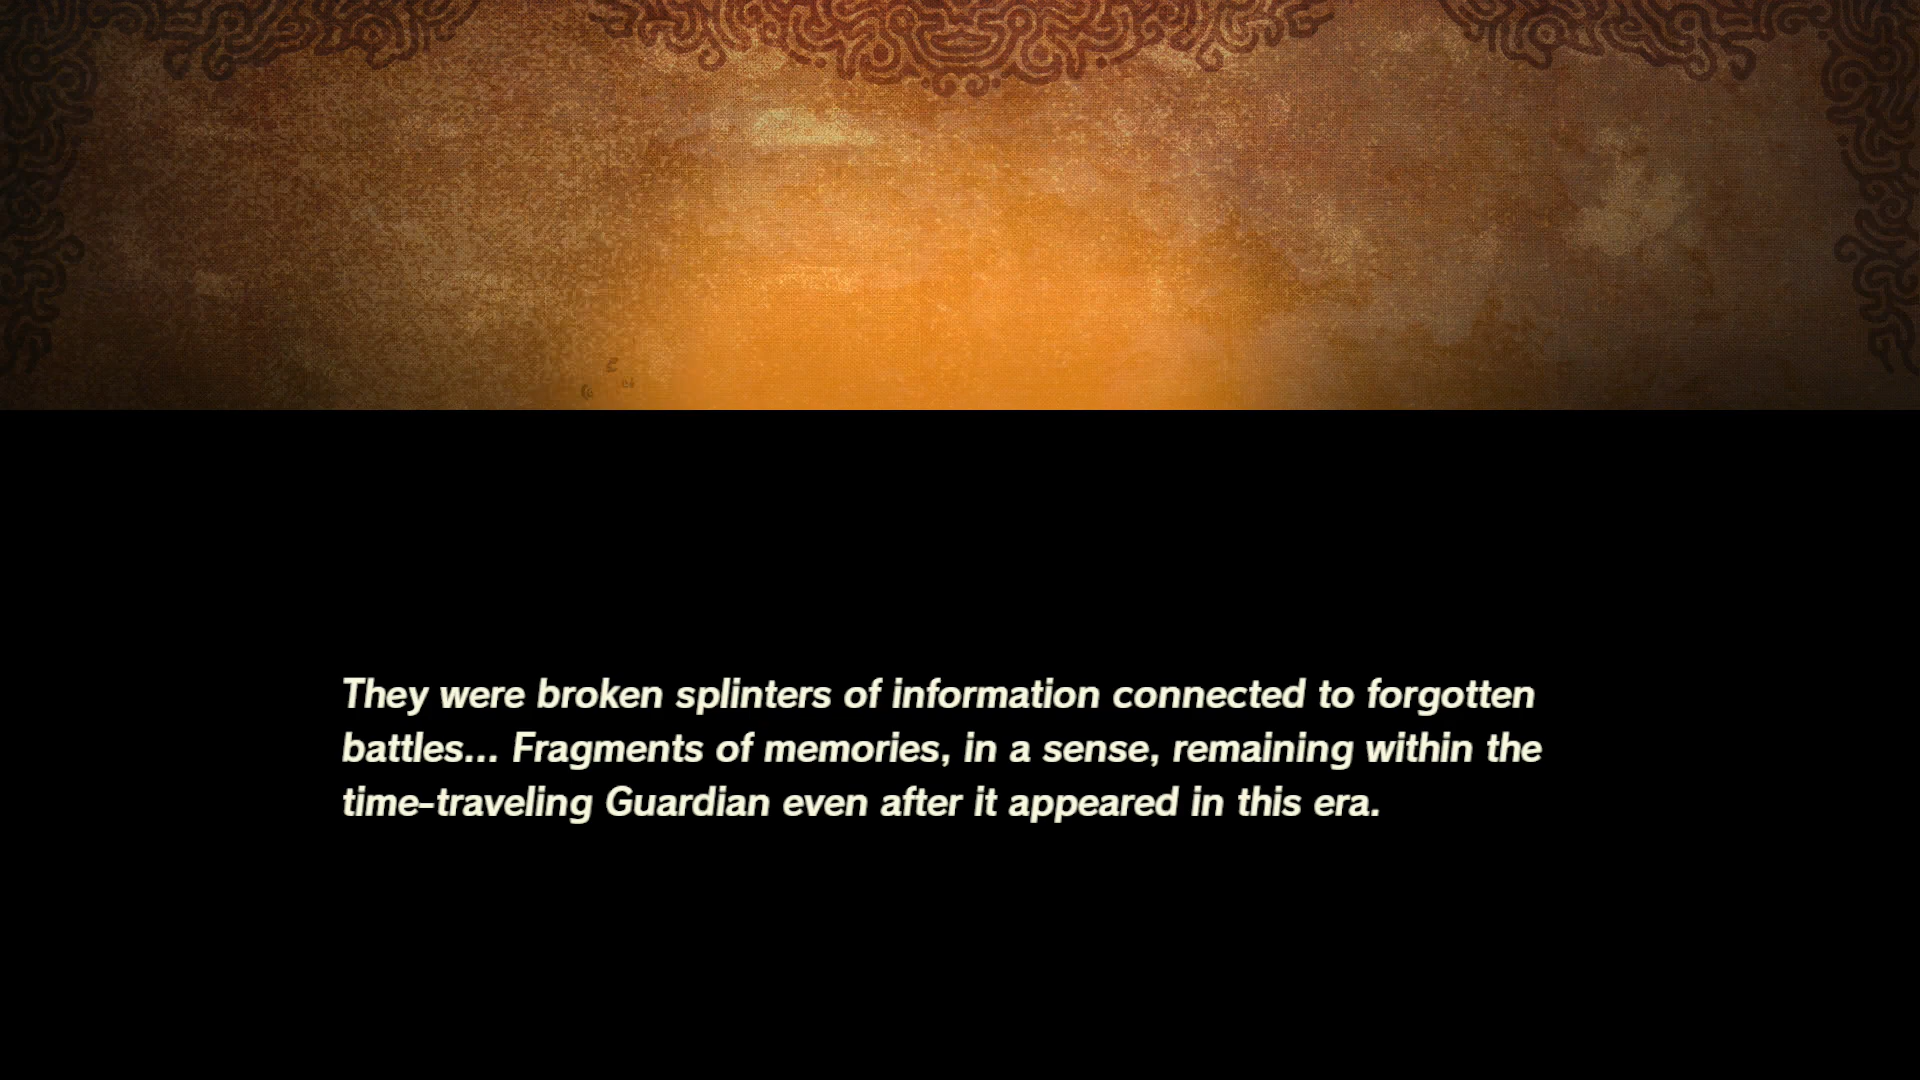 They were broken splinters of information connected to forgotten
battles... Fragments of memories, in a sense, remaining within the
time-traveling Guardian even after it appeared in this era.